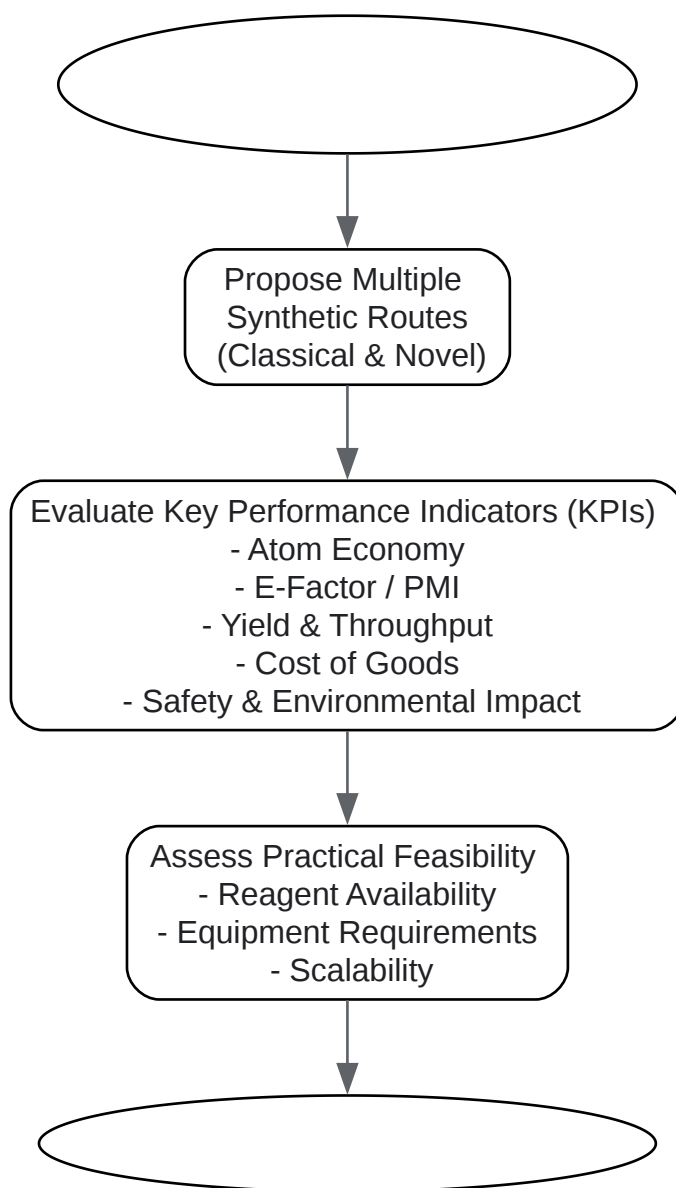 Propose Multiple
Synthetic Routes
(Classical & Novel)
Evaluate Key Performance Indicators (KPIs)
- Atom Economy
- E-Factor / PMI
- Yield & Throughput
- Cost of Goods
- Safety & Environmental Impact
Assess Practical Feasibility
- Reagent Availability
- Equipment Requirements
- Scalability